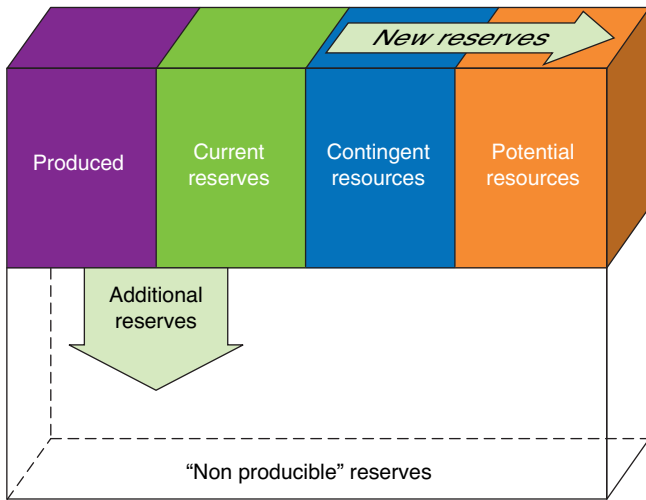 New reserves
Produced
Current
reserves
Contingent
resources
Potential
resources
Additional
reserves
“Non producible” reserves